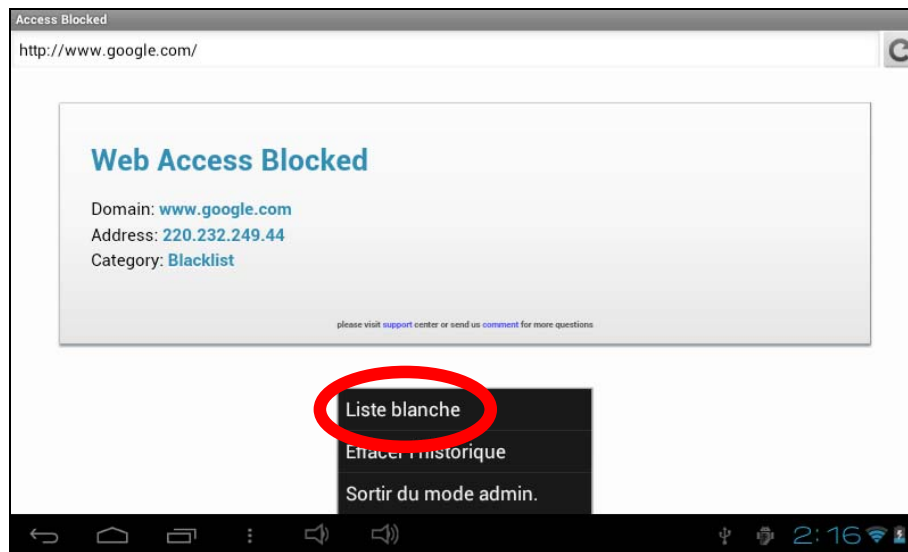 Access Blocked
http://www.google.com/
Web Access Blocked
Domain: www.google.com
Address: 220.232.249.44
Category: Blacklist
please visit support center or send us comment for more questions
Liste blanche
Effacer l'historique
Sortir du mode admin.
2:16